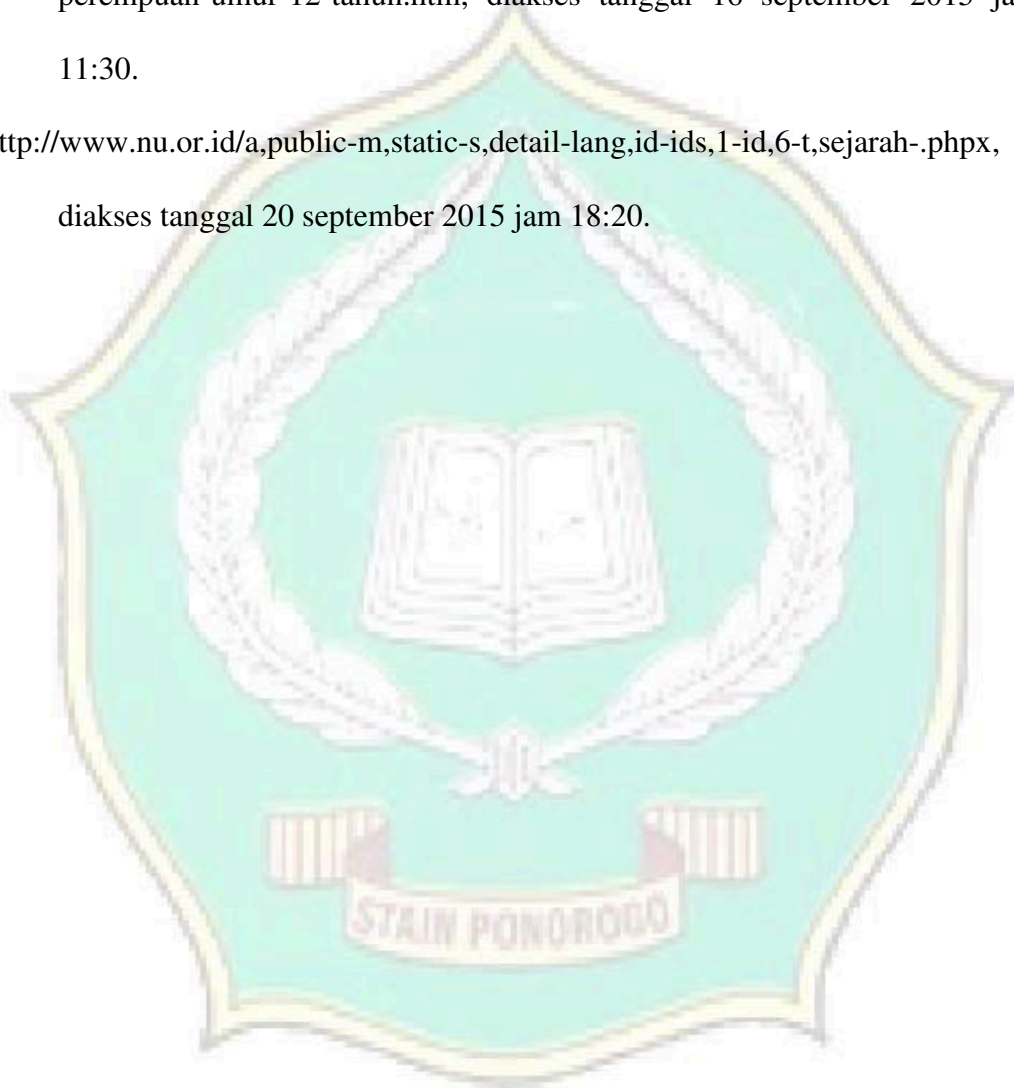 perempuan-umur-12-tahun.htm, diakses tanggal 16 september 2015 ja
11:30.
ttp://www.nu.or.id/a,public-m,static-s,detail-lang,id-ids,1-id,6-t,sejarah-.phpx,
diakses tanggal 20 september 2015 jam 18:20.
STAIN PONOROGO